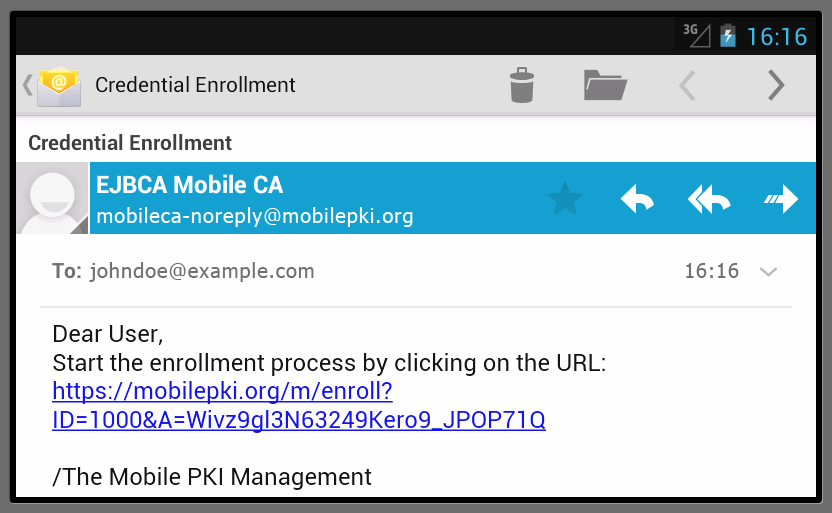 3G
16:16
Credential Enrollment
Credential Enrollment
EJBCA Mobile CA
mobileca-noreply@mobilepki.org
To: johndoe@example.com
16:16
Dear User,
Start the enrollment process by clicking on the URL:
https://mobilepki.org/m/enroll?
ID=1000&A=Wivz9gl3N63249Kero9_JPOP71Q
/The Mobile PKI Management